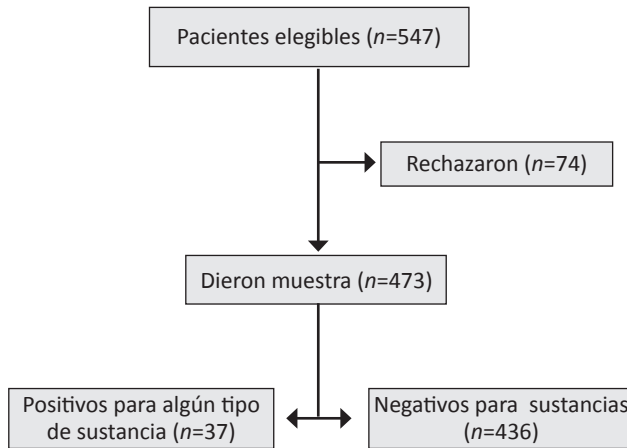 Pacientes elegibles (n=547)
Rechazaron (n=74)
Dieron muestra (n=473)
Positivos para algún tipo
de sustancia (n=37)
Negativos para sustancias
(n=436)